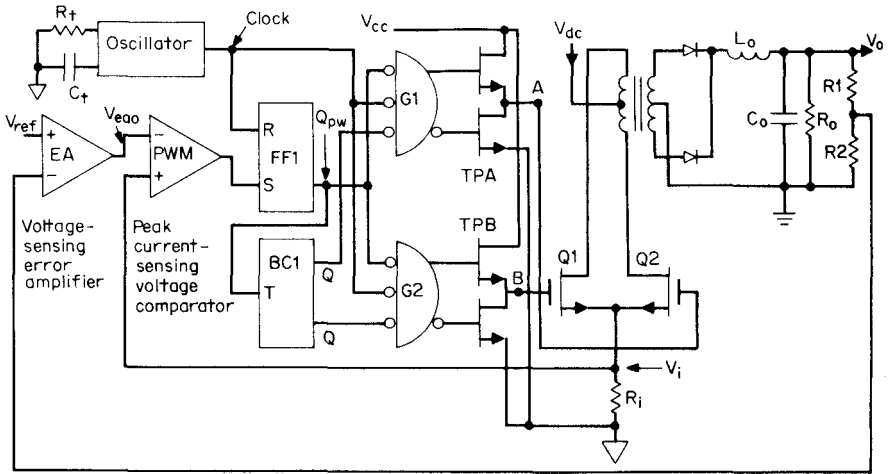 Rt
Oscillator
Clock
Ct
Vcc
Vdc
Lo
Vo
R1
A
G1
Co
Ro
R2
Vref
+
EA
−
Veao
−
PWM
+
R
FF1
S
Qpw
TPA
Voltage-
sensing
error
amplifier
Peak
current-
sensing
voltage
comparator
BC1
T
Q
Q
G2
TPB
B
Q1
Q2
Vi
Ri